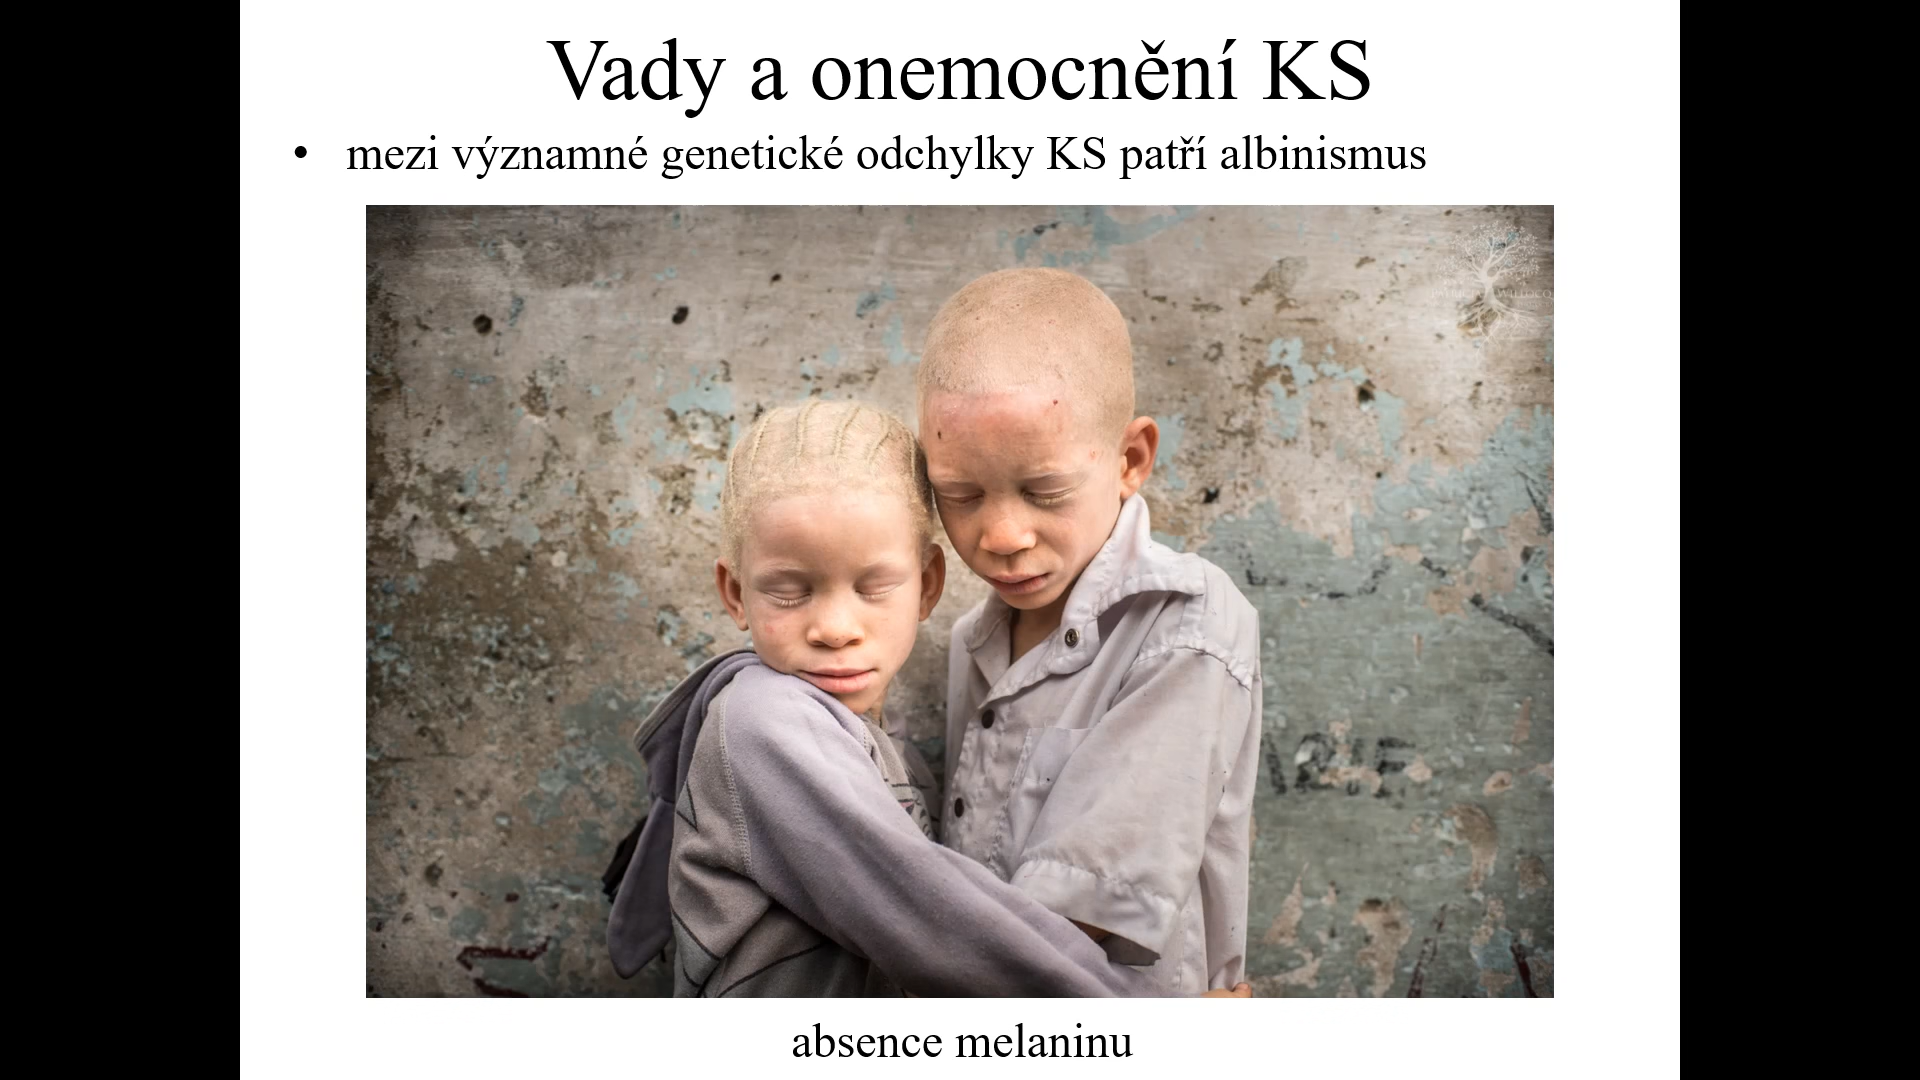 Vady a onemocnění KS
• mezi významné genetické odchylky KS patří albinismus
absence melaninu